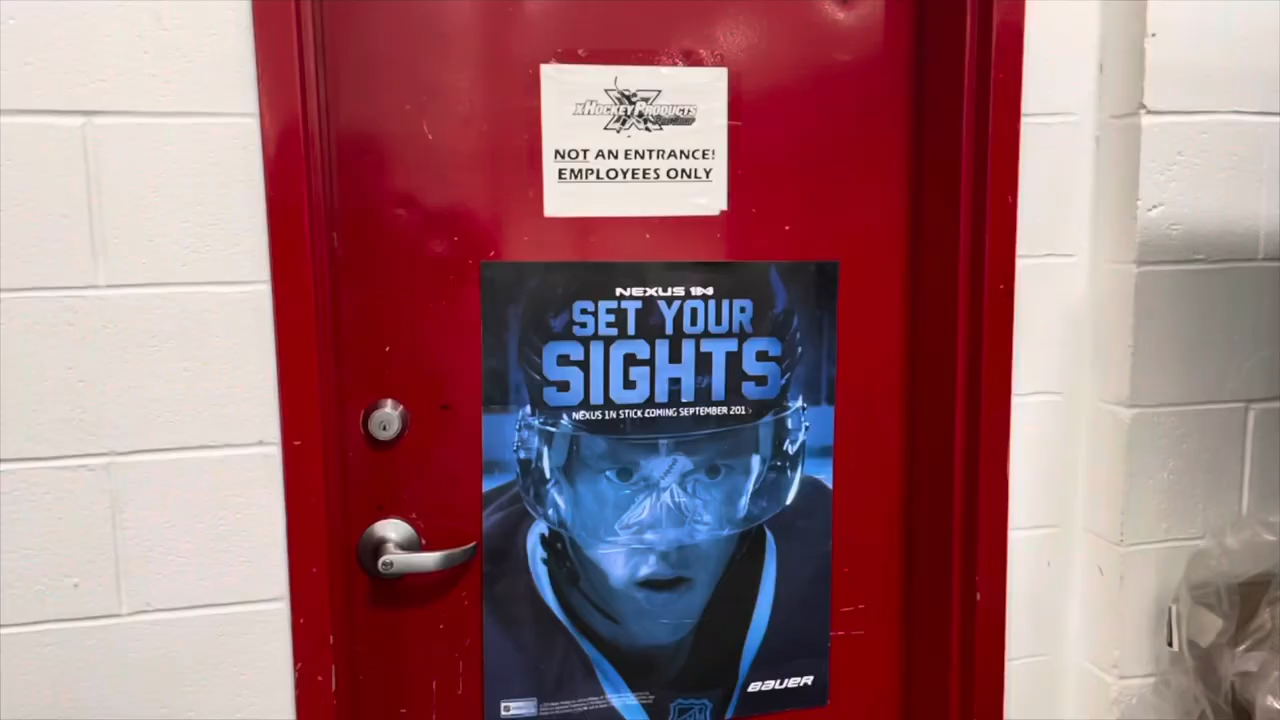 xHockeyProducts
NOT AN ENTRANCE!
EMPLOYEES ONLY
NEXUS 1N
SET YOUR
SIGHTS
NEXUS 1N STICK COMING SEPTEMBER
BAUER